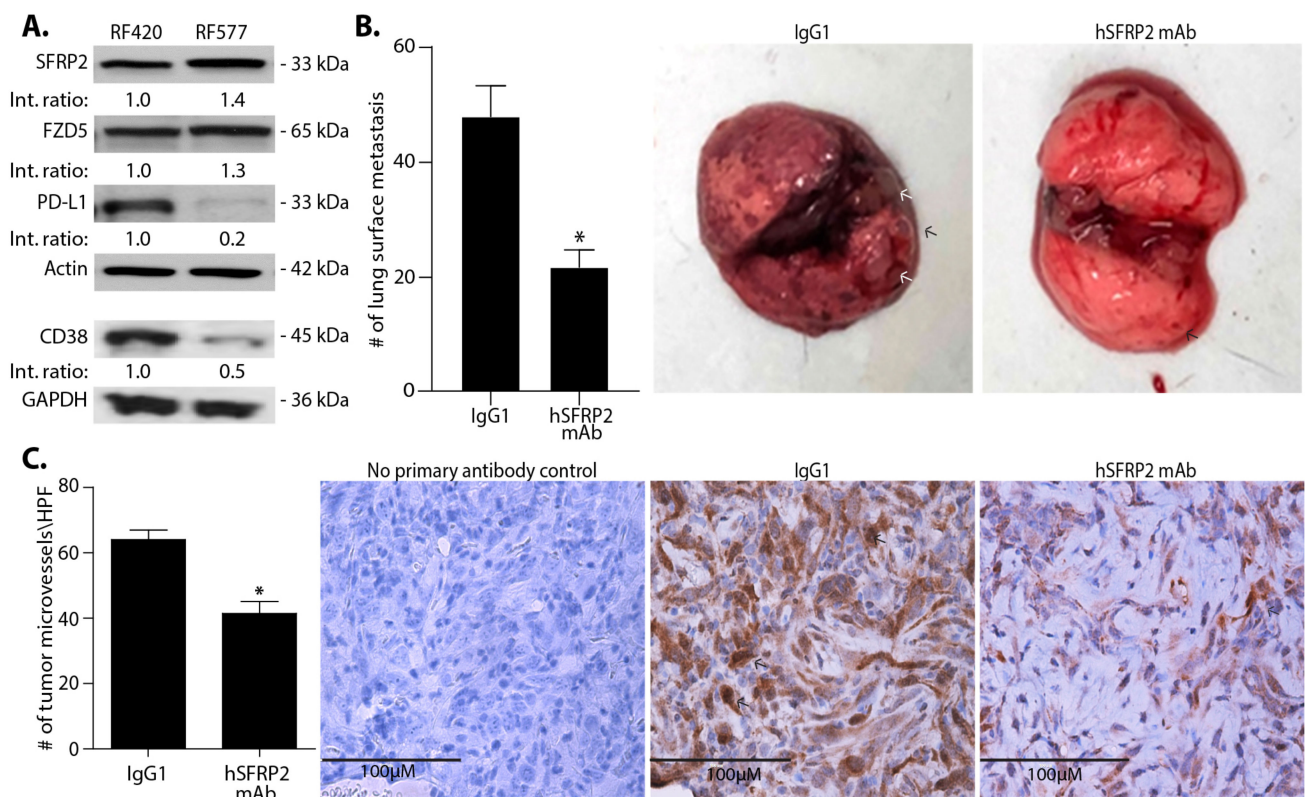 A.
RF420 RF577
SFRP2 - 33 kDa
Int. ratio: 1.0 1.4
FZD5 - 65 kDa
Int. ratio: 1.0 1.3
PD-L1 - 33 kDa
Int. ratio: 1.0 0.2
Actin - 42 kDa
CD38 - 45 kDa
Int. ratio: 1.0 0.5
GAPDH - 36 kDa
B.
# of lung surface metastasis
60
40
20
0
*
IgG1 hSFRP2
mAb
IgG1 hSFRP2 mAb
C.
# of tumor microvessels\HPF
80
60
40
20
0
*
IgG1 hSFRP2
mAb
No primary antibody control IgG1 hSFRP2 mAb
100µM 100µM 100µM